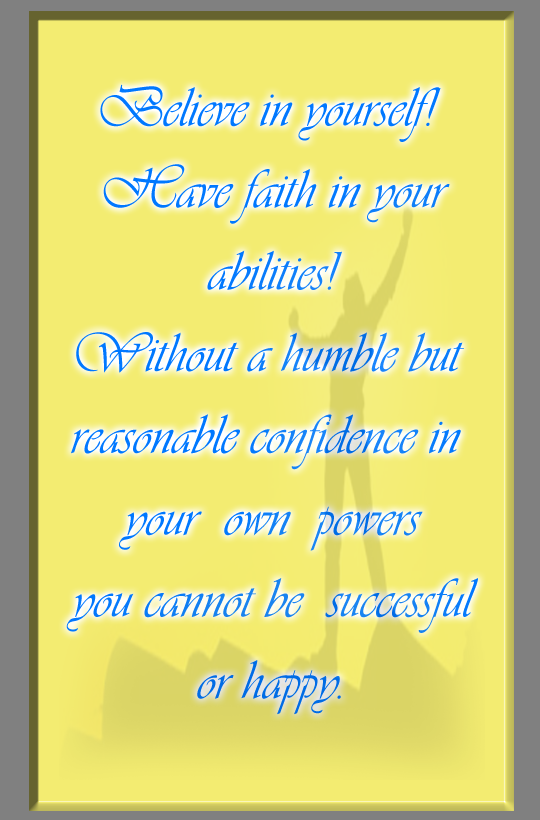 Believe in yourself!
Have faith in your
abilities!
Without a humble but
reasonable confidence in
your own powers
you cannot be successful
or happy.